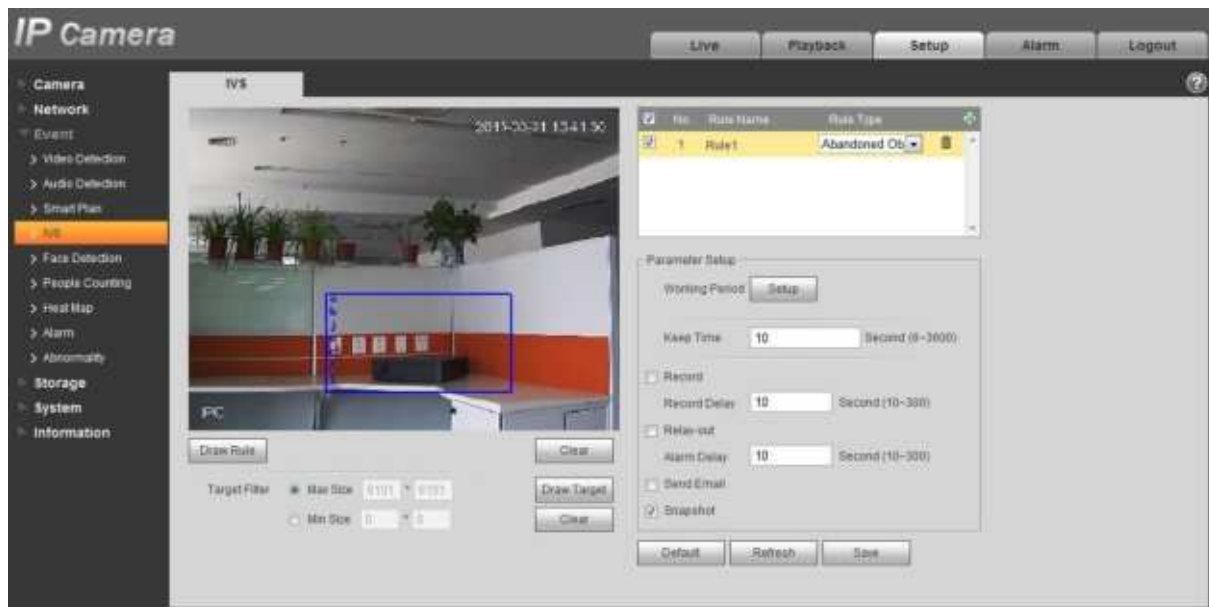 IP Camera
Live Playback Setup Alarm Logout
Camera
Network
Event
> Video Detection
> Audio Detection
> Smart Plan
> IVS
> Face Detection
> People Counting
> Heat Map
> Alarm
> Abnormality
Storage
System
Information
IVS
?
IPC
Draw Rule Clear
Target Filter Max Size 8191 * 8191 Draw Target
Min Size 0 * 0 Clear
No. Rule Name Rule Type
1 Rule1 Abandoned Ob
Parameter Setup
Working Period Setup
Keep Time 10 Second (6~3600)
Record
Record Delay 10 Second (10~300)
Relay-out
Alarm Delay 10 Second (10~300)
Send Email
Snapshot
Default Refresh Save